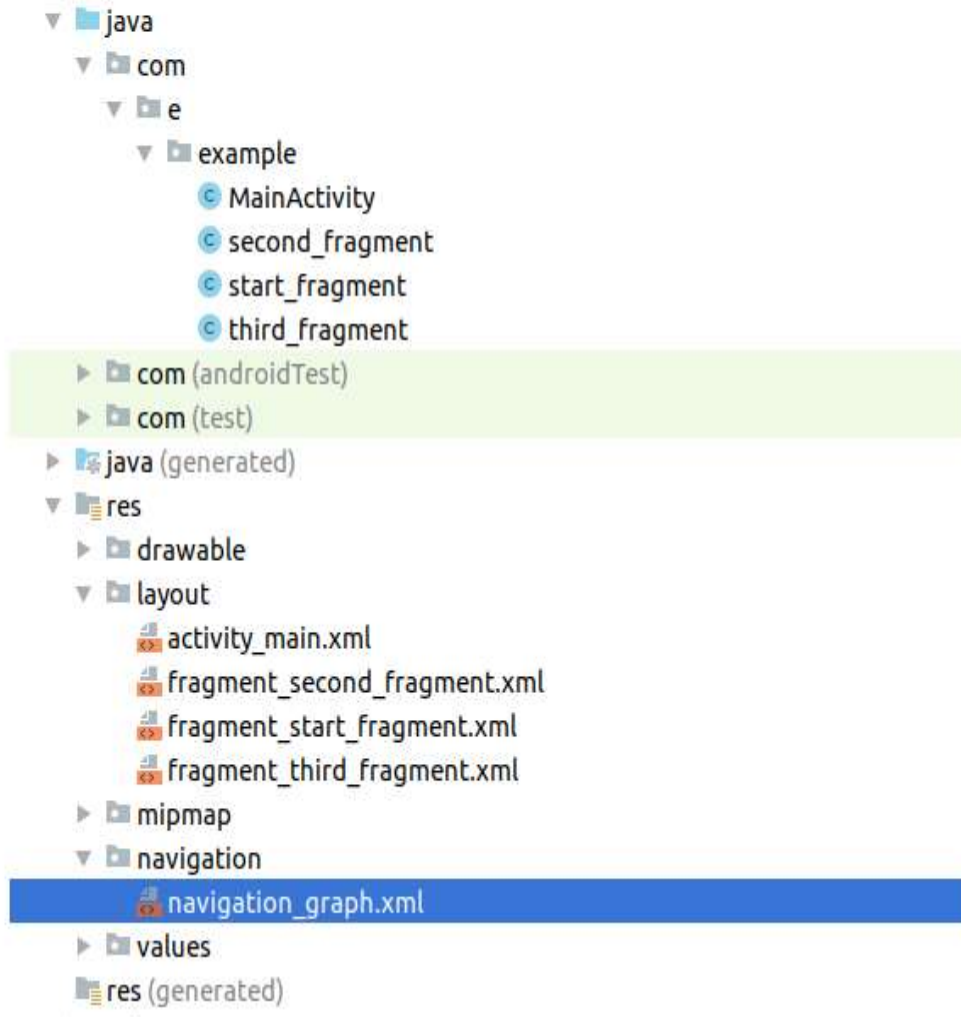 java
com
e
example
MainActivity
second_fragment
start_fragment
third_fragment
com (androidTest)
com (test)
java (generated)
res
drawable
layout
activity_main.xml
fragment_second_fragment.xml
fragment_start_fragment.xml
fragment_third_fragment.xml
mipmap
navigation
navigation_graph.xml
values
res (generated)